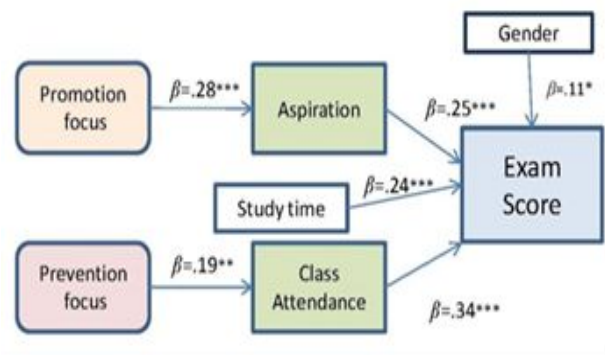 Gender
Promotion
focus
β=.28***
Aspiration
β=.25***
β=.11*
Exam
Score
Study time
β=.24***
Prevention
focus
β=.19**
Class
Attendance
β=.34***